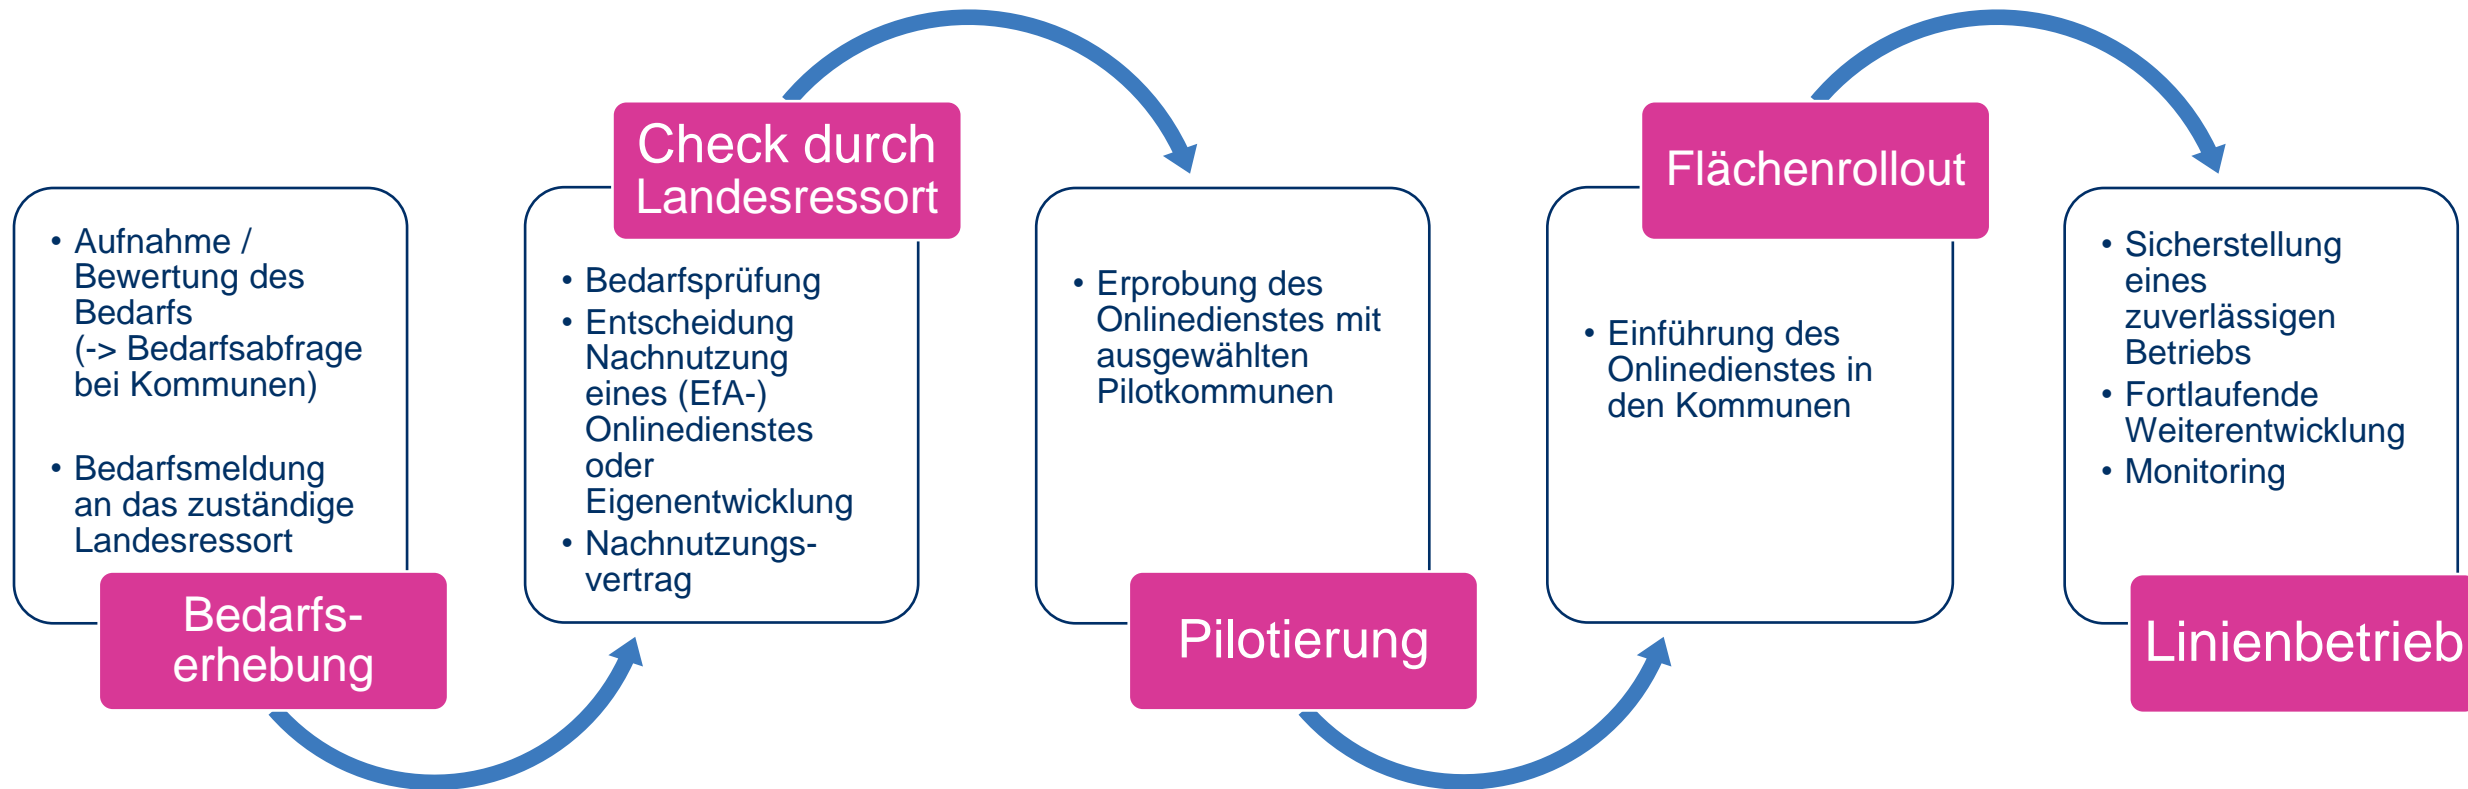 • Aufnahme /
Bewertung des
Bedarfs
(-> Bedarfsabfrage
bei Kommunen)
• Bedarfsmeldung
an das zuständige
Landesressort
Bedarfs-
erhebung
Check durch
Landesressort
• Bedarfsprüfung
• Entscheidung
Nachnutzung
eines (EfA-)
Onlinedienstes
oder
Eigenentwicklung
• Nachnutzungs-
vertrag
• Erprobung des
Onlinedienstes mit
ausgewählten
Pilotkommunen
Pilotierung
Flächenrollout
• Einführung des
Onlinedienstes in
den Kommunen
• Sicherstellung
eines
zuverlässigen
Betriebs
• Fortlaufende
Weiterentwicklung
• Monitoring
Linienbetrieb